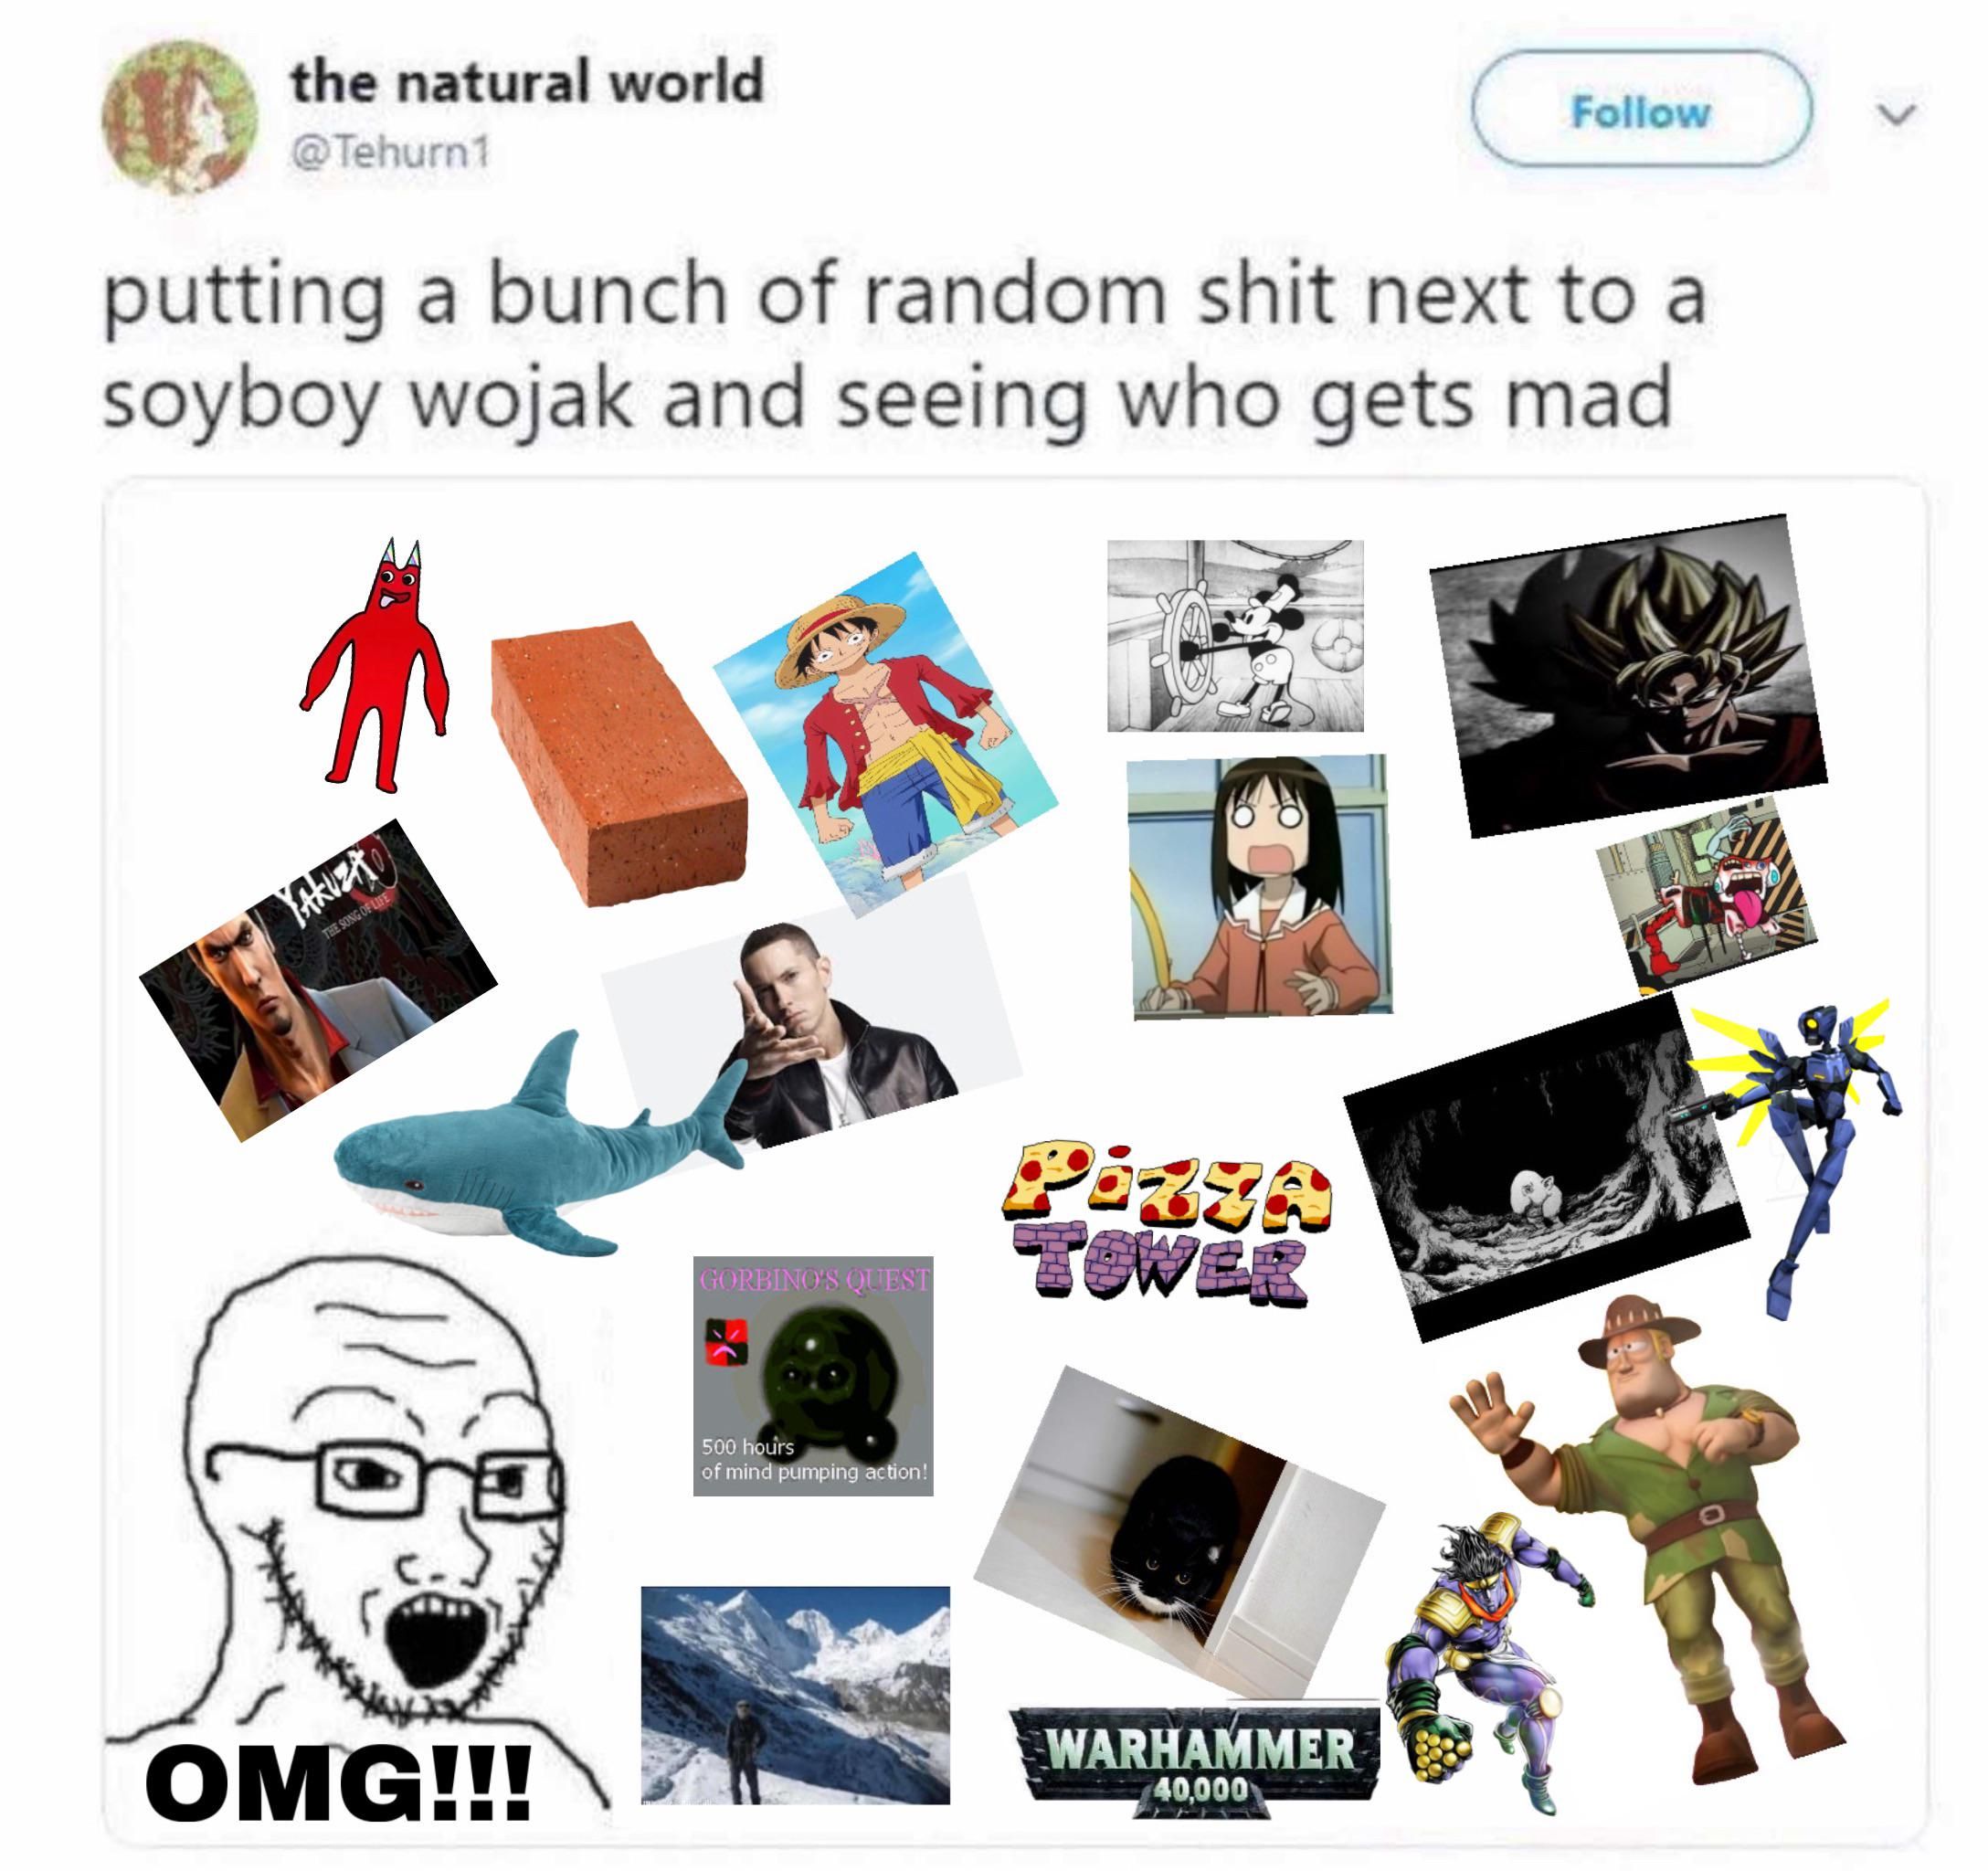 the natural world
@Tehurn1
Follow
putting a bunch of random shit next to a
soyboy wojak and seeing who gets mad
YAKUZA 6
THE SONG OF LIFE
PIZZA
TOWER
GORBINO'S QUEST
500 hours
of mind pumping action!
OMG!!!
WARHAMMER
40,000